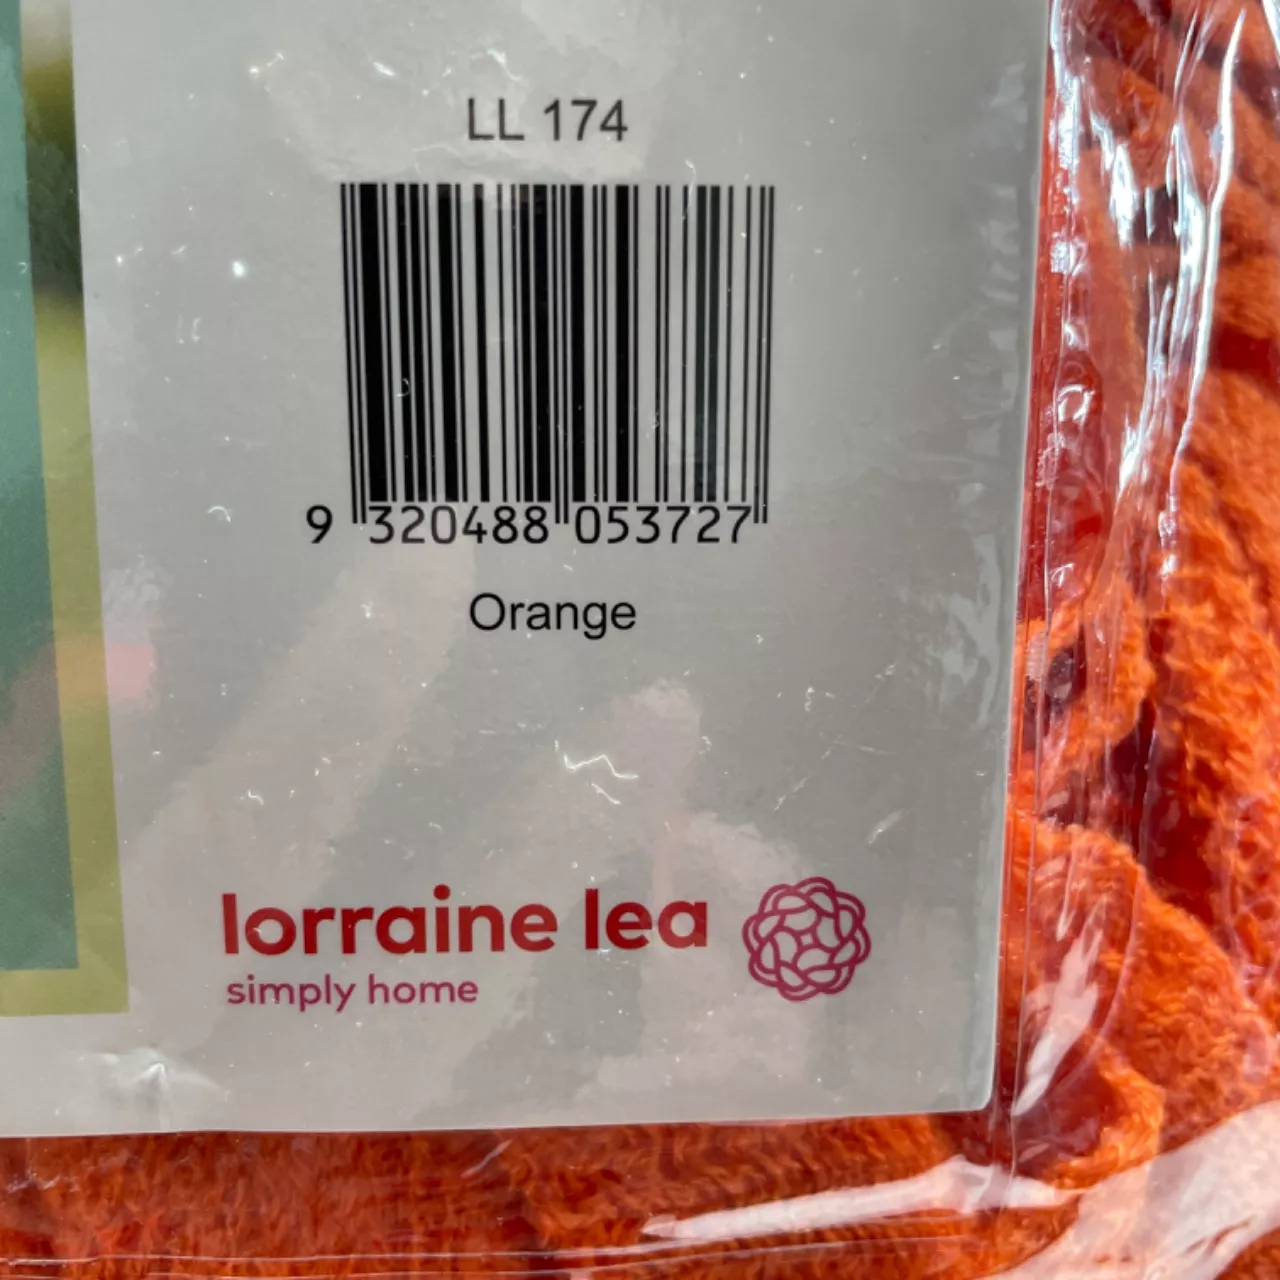 LL 174
9 320488 053727
Orange
lorraine lea
simply home